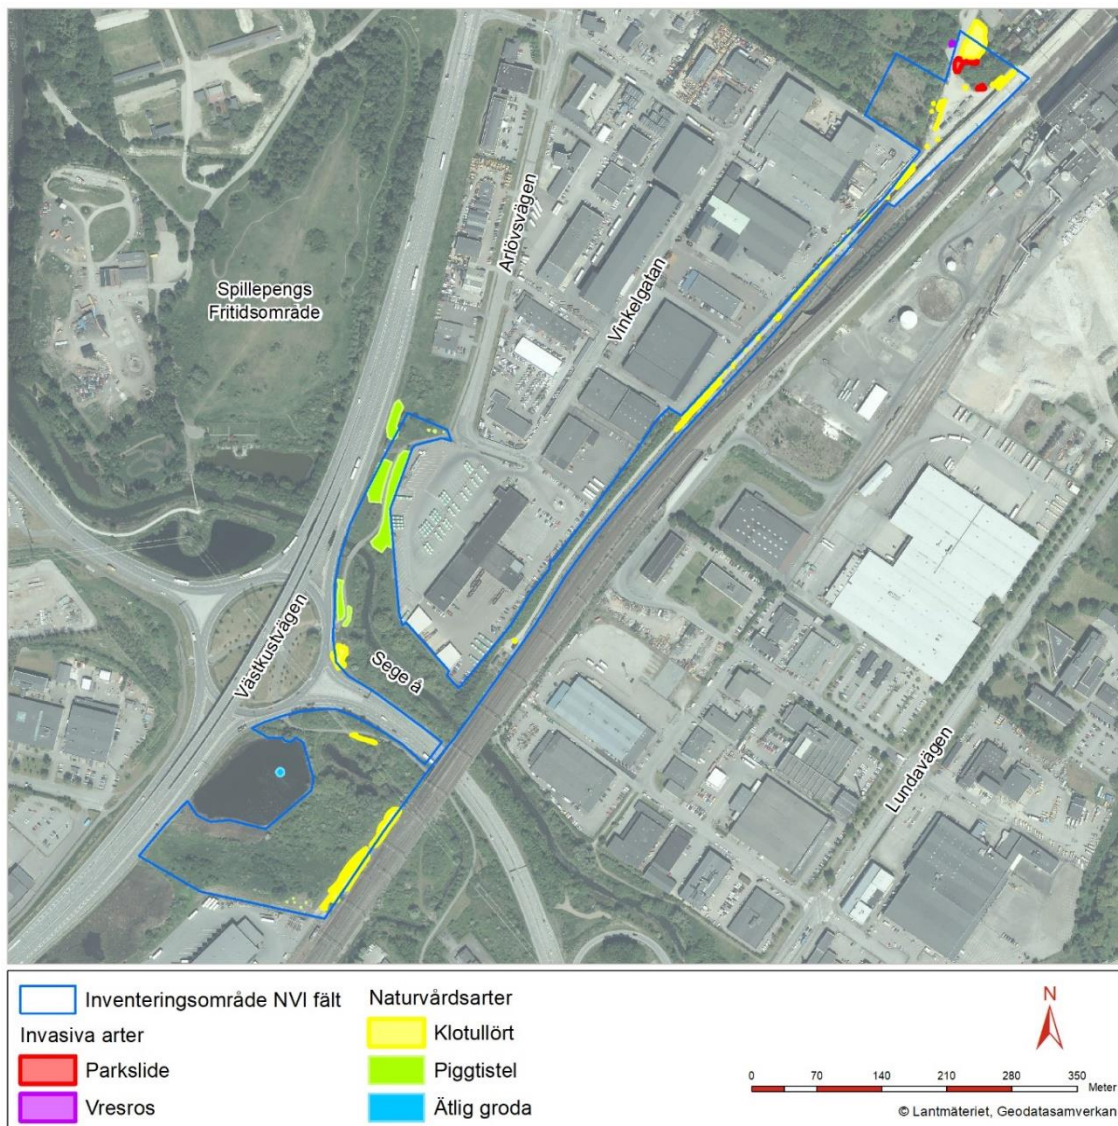 Spillepengs
Fritidsområde
Arlövsvägen
Vinkelgatan
Västkustvägen
Sege å
Lundavägen
Inventeringsområde NVI fält
Invasiva arter
Parkslide
Vresros
Naturvårdsarter
Klotullört
Piggtistel
Ätlig groda
N
0 70 140 210 280 350
Meter
© Lantmäteriet, Geodatasamverkan